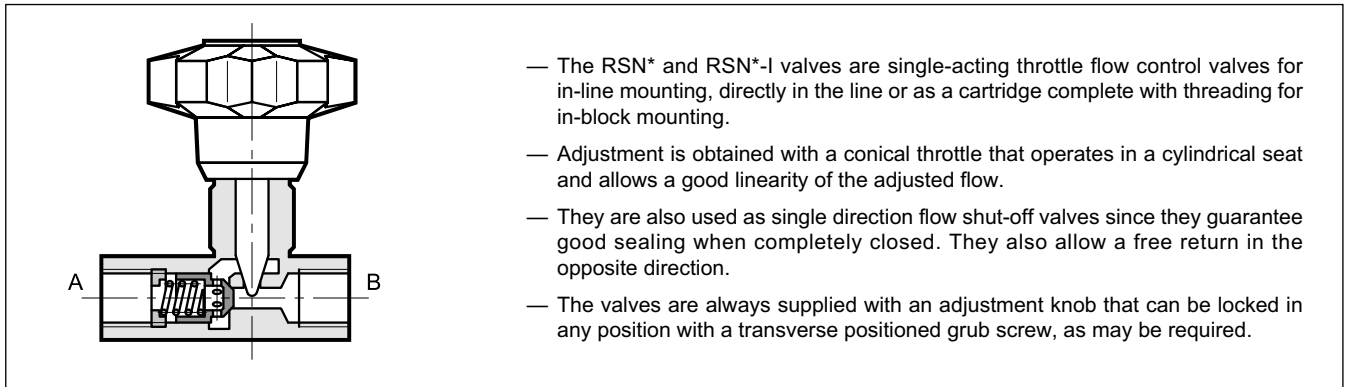 A
B
— The RSN* and RSN*-I valves are single-acting throttle flow control valves for
in-line mounting, directly in the line or as a cartridge complete with threading for
in-block mounting.
— Adjustment is obtained with a conical throttle that operates in a cylindrical seat
and allows a good linearity of the adjusted flow.
— They are also used as single direction flow shut-off valves since they guarantee
good sealing when completely closed. They also allow a free return in the
opposite direction.
— The valves are always supplied with an adjustment knob that can be locked in
any position with a transverse positioned grub screw, as may be required.